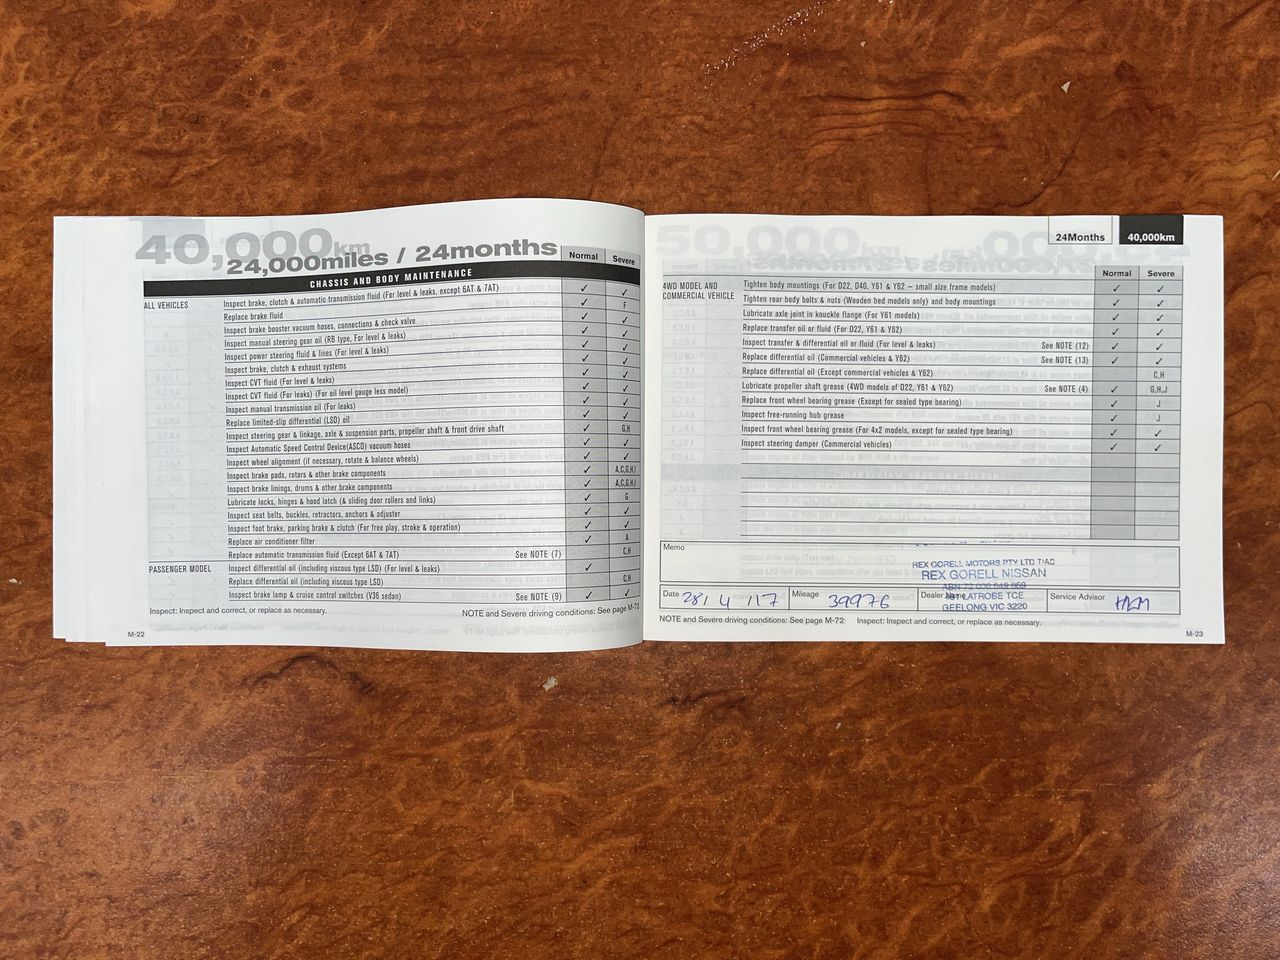 40,000km
24,000miles / 24months
Normal Severe
CHASSIS AND BODY MAINTENANCE
ALL VEHICLES
Inspect brake, clutch & automatic transmission fluid (For level & leaks, except 6AT & 7AT) ✓ ✓
Replace brake fluid ✓ F
Inspect brake booster vacuum hoses, connections & check valve ✓ ✓
Inspect manual steering gear oil (RB type, For level & leaks) ✓ ✓
Inspect power steering fluid & lines (For level & leaks) ✓ ✓
Inspect brake, clutch & exhaust systems ✓ ✓
Inspect CVT fluid (For level & leaks) ✓ ✓
Inspect CVT fluid (For leaks) (For oil level gauge less model) ✓ ✓
Inspect manual transmission oil (For leaks) ✓ ✓
Replace limited-slip differential (LSD) oil ✓ ✓
Inspect steering gear & linkage, axle & suspension parts, propeller shaft & front drive shaft ✓ G,H
Inspect Automatic Speed Control Device(ASCD) vacuum hoses ✓ ✓
Inspect wheel alignment (if necessary, rotate & balance wheels) ✓ ✓
Inspect brake pads, rotors & other brake components ✓ A,C,G,H,I
Inspect brake linings, drums & other brake components ✓ A,C,G,H,I
Lubricate locks, hinges & hood latch (& sliding door rollers and links) ✓ G
Inspect seat belts, buckles, retractors, anchors & adjuster ✓ ✓
Inspect foot brake, parking brake & clutch (For free play, stroke & operation) ✓ ✓
Replace air conditioner filter ✓ A
Replace automatic transmission fluid (Except 6AT & 7AT) See NOTE (7) C,H
PASSENGER MODEL
Inspect differential oil (including viscous type LSD) (For level & leaks) ✓
Replace differential oil (including viscous type LSD) C,H
Inspect brake lamp & cruise control switches (V36 sedan) See NOTE (9) ✓ ✓
Inspect: Inspect and correct, or replace as necessary. NOTE and Severe driving conditions: See page M-72
M-22
24Months 40,000km
Normal Severe
4WD MODEL AND
COMMERCIAL VEHICLE
Tighten body mountings (For D22, D40, Y61 & Y62 – small size frame models) ✓ ✓
Tighten rear body bolts & nuts (Wooden bed models only) and body mountings ✓ ✓
Lubricate axle joint in knuckle flange (For Y61 models) ✓ ✓
Replace transfer oil or fluid (For D22, Y61 & Y62) ✓ ✓
Inspect transfer & differential oil or fluid (For level & leaks) See NOTE (12) ✓ ✓
Replace differential oil (Commercial vehicles & Y62) See NOTE (13) ✓ ✓
Replace differential oil (Except commercial vehicles & Y62) C,H
Lubricate propeller shaft grease (4WD models of D22, Y61 & Y62) See NOTE (4) ✓ G,H,J
Replace front wheel bearing grease (Except for sealed type bearing) ✓ J
Inspect free-running hub grease ✓ J
Inspect front wheel bearing grease (For 4x2 models, except for sealed type bearing) ✓ ✓
Inspect steering damper (Commercial vehicles) ✓ ✓
Memo
REX GORELL MOTORS PTY LTD T/AS
REX GORELL NISSAN
ABN 72 006 849 869
LATROBE TCE
GEELONG VIC 3220
Date 28/4/17 Mileage 39976 Dealer Name Service Advisor
NOTE and Severe driving conditions: See page M-72 Inspect: Inspect and correct, or replace as necessary.
M-23